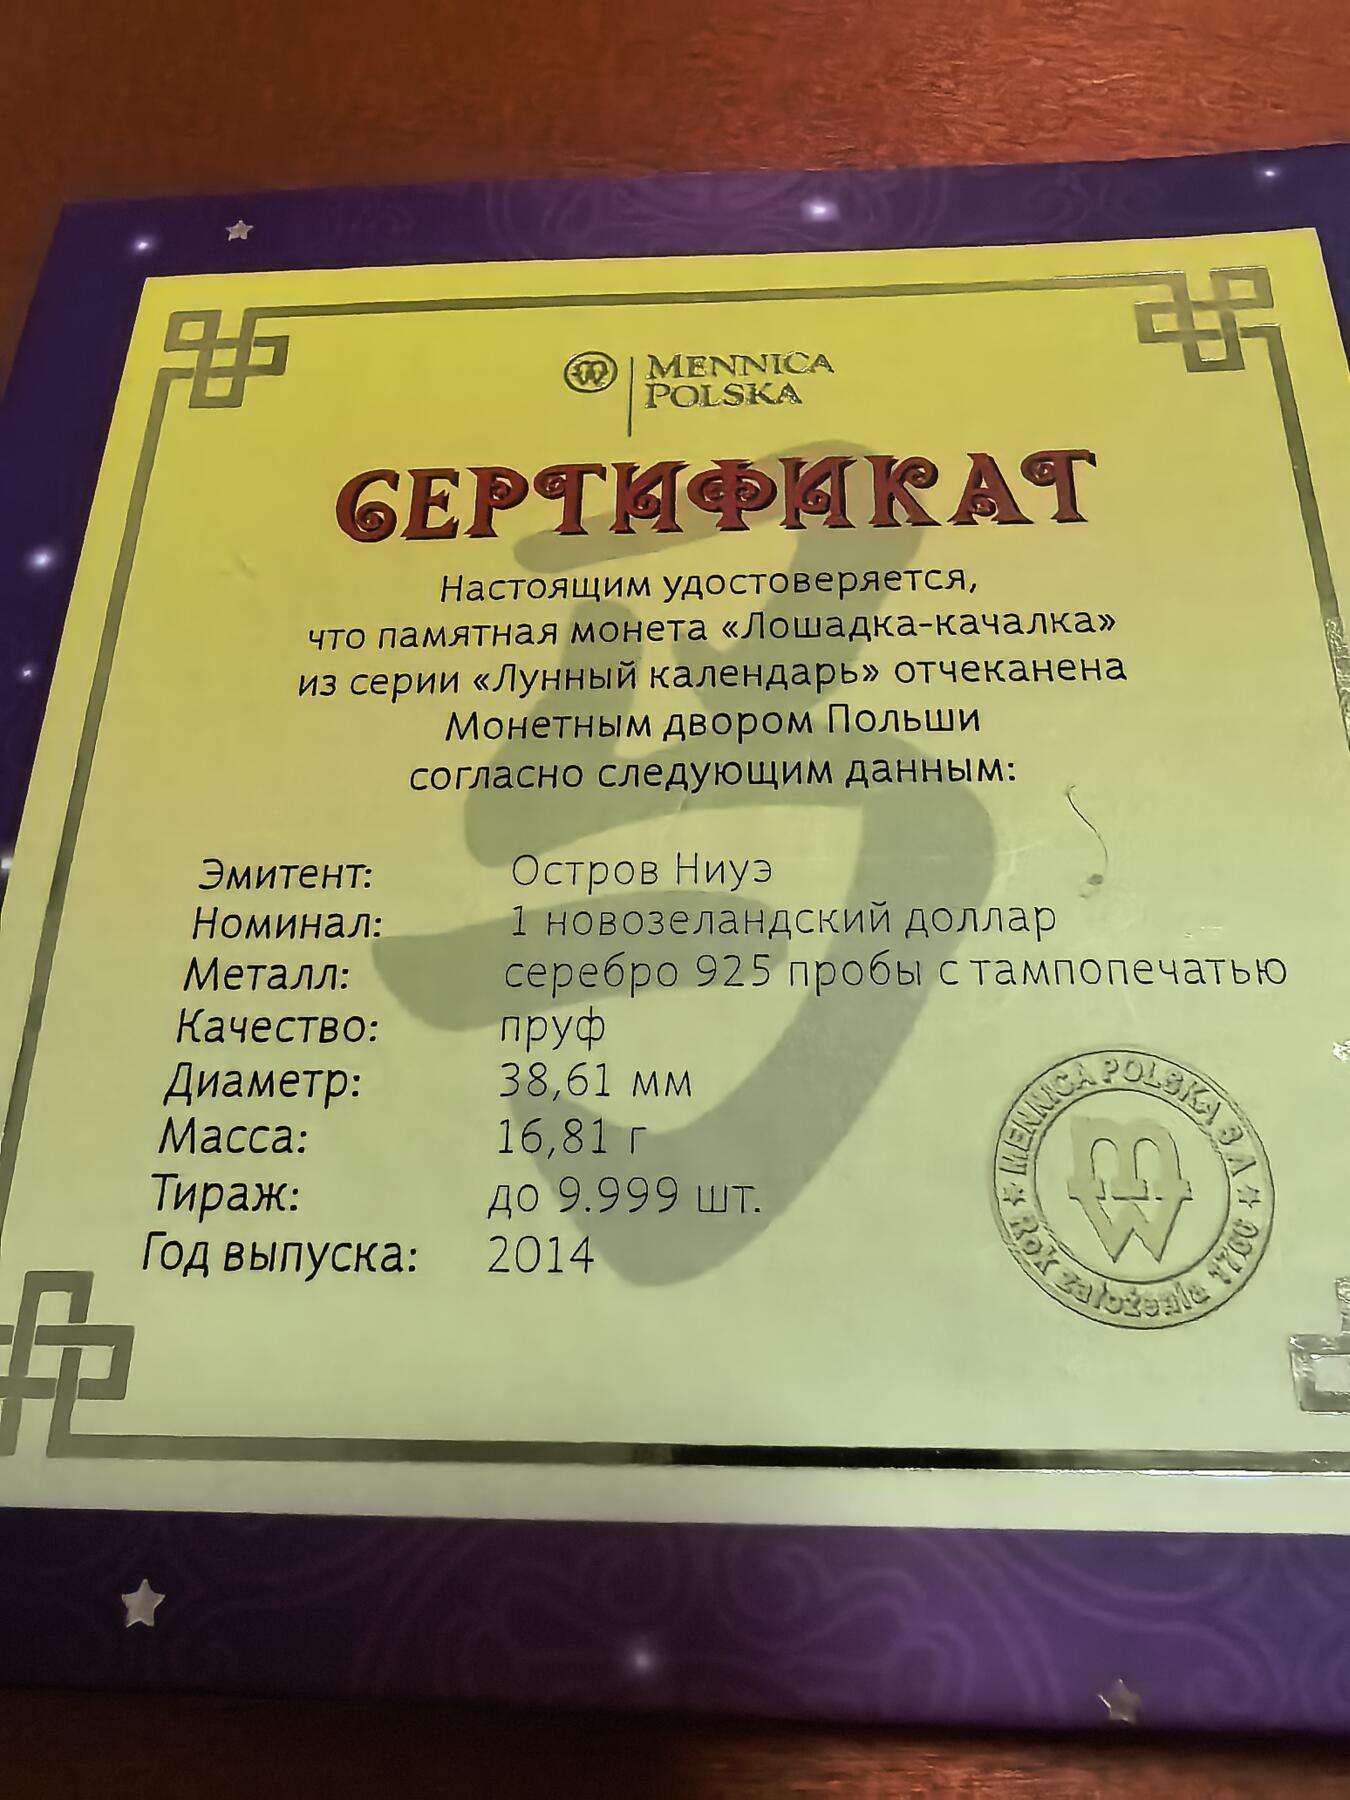 MENNICA
POLSKA
СЕРТИФИКАТ
Настоящим удостоверяется,
что памятная монета «Лошадка-качалка»
из серии «Лунный календарь» отчеканена
Монетным двором Польши
согласно следующим данным:
Эмитент: Остров Ниуэ
Номинал: 1 новозеландский доллар
Металл: серебро 925 пробы с тампопечатью
Качество: пруф
Диаметр: 38,61 мм
Масса: 16,81 г
Тираж: до 9.999 шт.
Год выпуска: 2014
MENNICA POLSKA S A
Rok założenia 1766